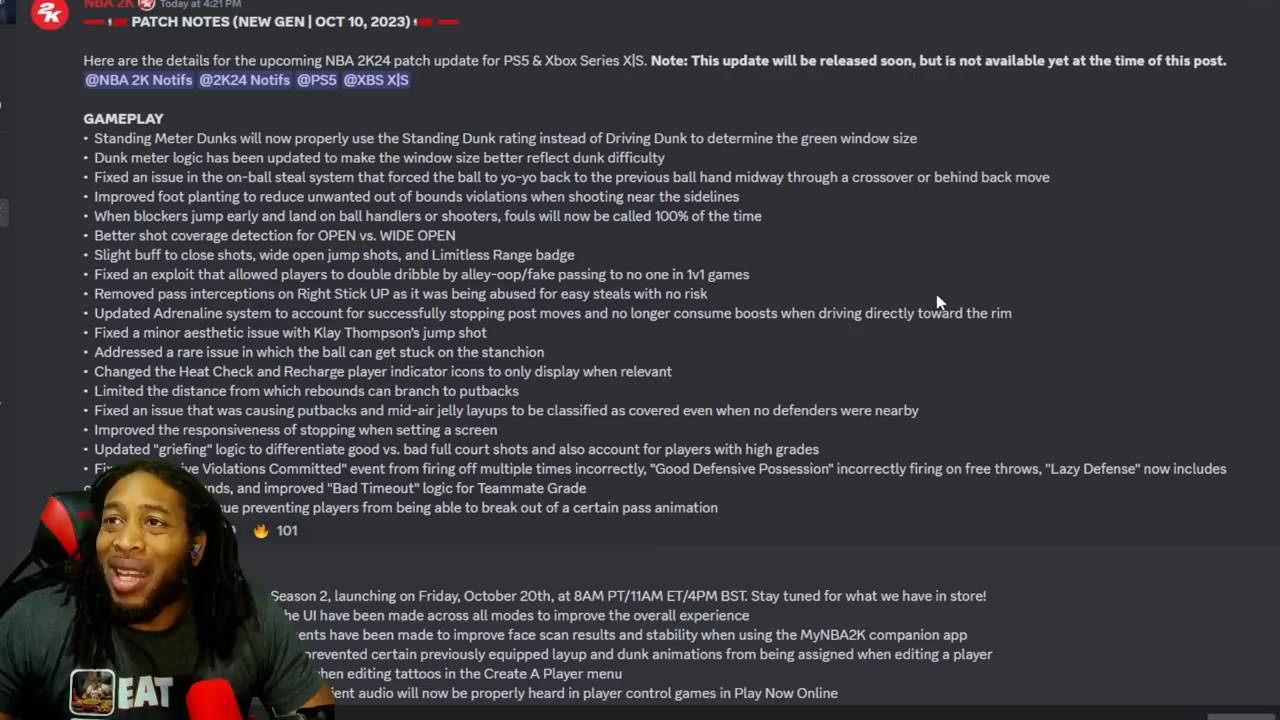 NBA 2K Today at 4:21 PM
PATCH NOTES (NEW GEN | OCT 10, 2023)
Here are the details for the upcoming NBA 2K24 patch update for PS5 & Xbox Series X|S. Note: This update will be released soon, but is not available yet at the time of this post.
@NBA 2K Notifs @2K24 Notifs @PS5 @XBS X|S
GAMEPLAY
• Standing Meter Dunks will now properly use the Standing Dunk rating instead of Driving Dunk to determine the green window size
• Dunk meter logic has been updated to make the window size better reflect dunk difficulty
• Fixed an issue in the on-ball steal system that forced the ball to yo-yo back to the previous ball hand midway through a crossover or behind back move
• Improved foot planting to reduce unwanted out of bounds violations when shooting near the sidelines
• When blockers jump early and land on ball handlers or shooters, fouls will now be called 100% of the time
• Better shot coverage detection for OPEN vs. WIDE OPEN
• Slight buff to close shots, wide open jump shots, and Limitless Range badge
• Fixed an exploit that allowed players to double dribble by alley-oop/fake passing to no one in 1v1 games
• Removed pass interceptions on Right Stick UP as it was being abused for easy steals with no risk
• Updated Adrenaline system to account for successfully stopping post moves and no longer consume boosts when driving directly toward the rim
• Fixed a minor aesthetic issue with Klay Thompson's jump shot
• Addressed a rare issue in which the ball can get stuck on the stanchion
• Changed the Heat Check and Recharge player indicator icons to only display when relevant
• Limited the distance from which rebounds can branch to putbacks
• Fixed an issue that was causing putbacks and mid-air jelly layups to be classified as covered even when no defenders were nearby
• Improved the responsiveness of stopping when setting a screen
• Updated "griefing" logic to differentiate good vs. bad full court shots and also account for players with high grades
Violations Committed" event from firing off multiple times incorrectly, "Good Defensive Possession" incorrectly firing on free throws, "Lazy Defense" now includes
and improved "Bad Timeout" logic for Teammate Grade
preventing players from being able to break out of a certain pass animation
101
Season 2, launching on Friday, October 20th, at 8AM PT/11AM ET/4PM BST. Stay tuned for what we have in store!
UI have been made across all modes to improve the overall experience
have been made to improve face scan results and stability when using the MyNBA2K companion app
prevented certain previously equipped layup and dunk animations from being assigned when editing a player
when editing tattoos in the Create A Player menu
audio will now be properly heard in player control games in Play Now Online
EAT